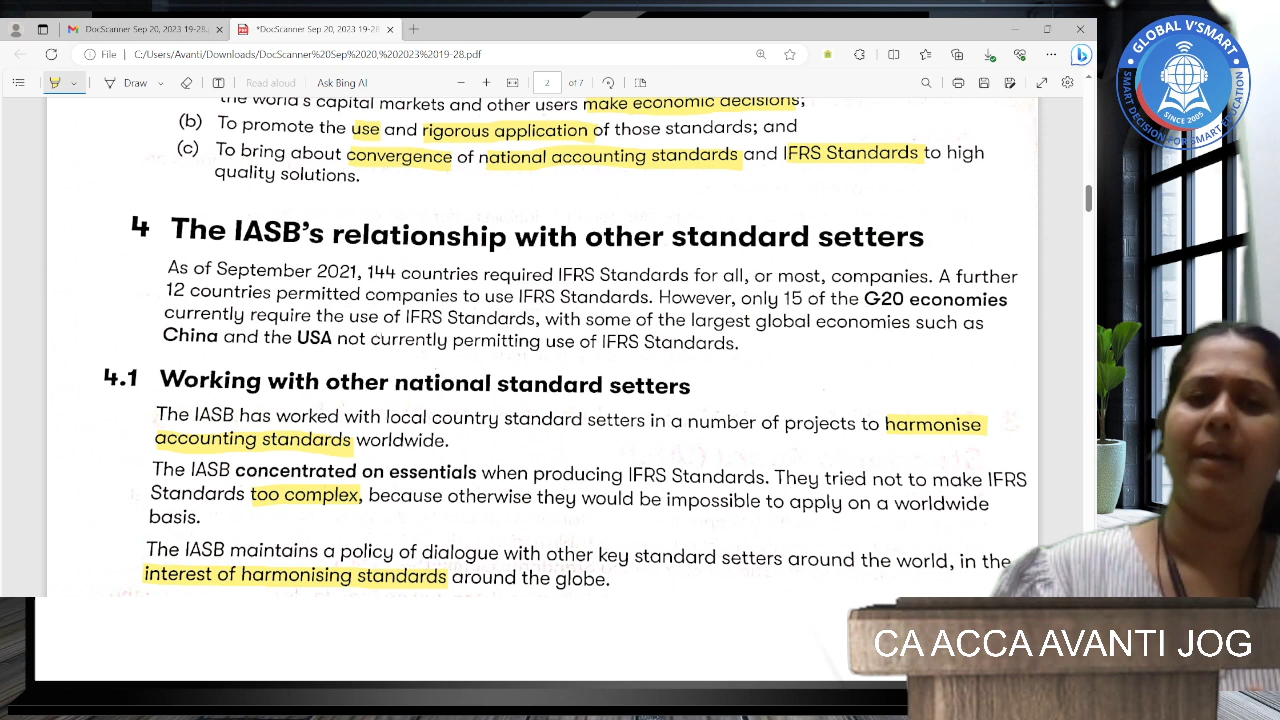 DocScanner Sep 20, 2023 19-28.
*DocScanner Sep 20, 2023 19-28
File
C:/Users/Avanti/Downloads/DocScanner%20Sep%2020,%202023%2019-28.pdf
Draw
Read aloud
Ask Bing AI
2
of 7
the world's capital markets and other users make economic decisions;
(b) To promote the use and rigorous application of those standards; and
(c) To bring about convergence of national accounting standards and IFRS Standards to high
quality solutions.
4 The IASB's relationship with other standard setters
As of September 2021, 144 countries required IFRS Standards for all, or most, companies. A further
12 countries permitted companies to use IFRS Standards. However, only 15 of the G20 economies
currently require the use of IFRS Standards, with some of the largest global economies such as
China and the USA not currently permitting use of IFRS Standards.
4.1 Working with other national standard setters
The IASB has worked with local country standard setters in a number of projects to harmonise
accounting standards worldwide.
The IASB concentrated on essentials when producing IFRS Standards. They tried not to make IFRS
Standards too complex, because otherwise they would be impossible to apply on a worldwide
basis.
The IASB maintains a policy of dialogue with other key standard setters around the world, in the
interest of harmonising standards around the globe.
GLOBAL V'SMART
SINCE 2005
SMART DECISION FOR SMART EDUCATION
CA ACCA AVANTI JOG